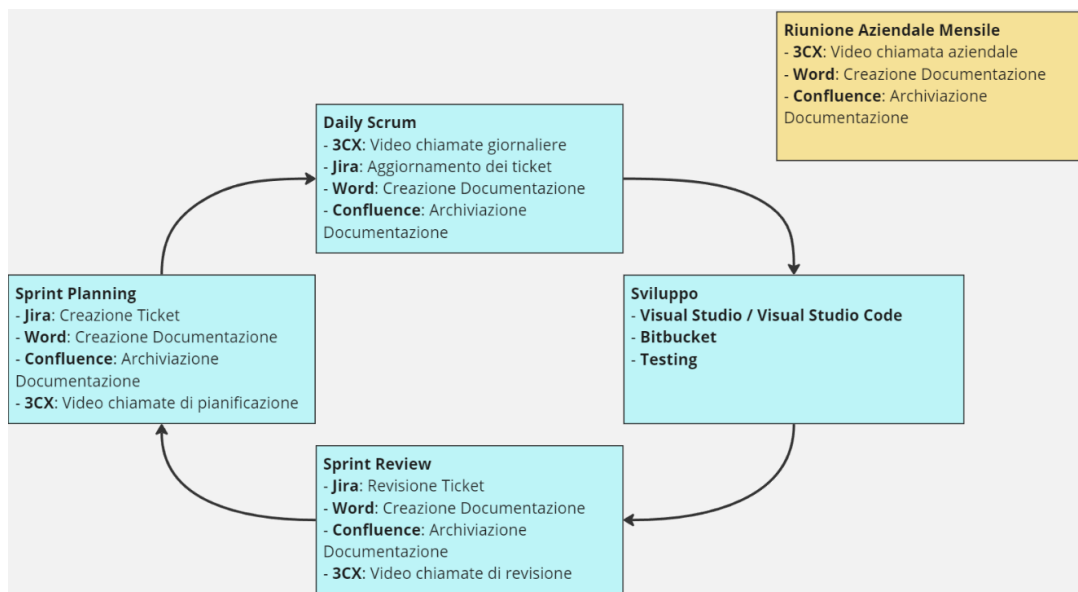 Riunione Aziendale Mensile
- 3CX: Video chiamata aziendale
- Word: Creazione Documentazione
- Confluence: Archiviazione
Documentazione
Daily Scrum
- 3CX: Video chiamate giornaliere
- Jira: Aggiornamento dei ticket
- Word: Creazione Documentazione
- Confluence: Archiviazione
Documentazione
Sprint Planning
- Jira: Creazione Ticket
- Word: Creazione Documentazione
- Confluence: Archiviazione
Documentazione
- 3CX: Video chiamate di pianificazione
Sviluppo
- Visual Studio / Visual Studio Code
- Bitbucket
- Testing
Sprint Review
- Jira: Revisione Ticket
- Word: Creazione Documentazione
- Confluence: Archiviazione
Documentazione
- 3CX: Video chiamate di revisione